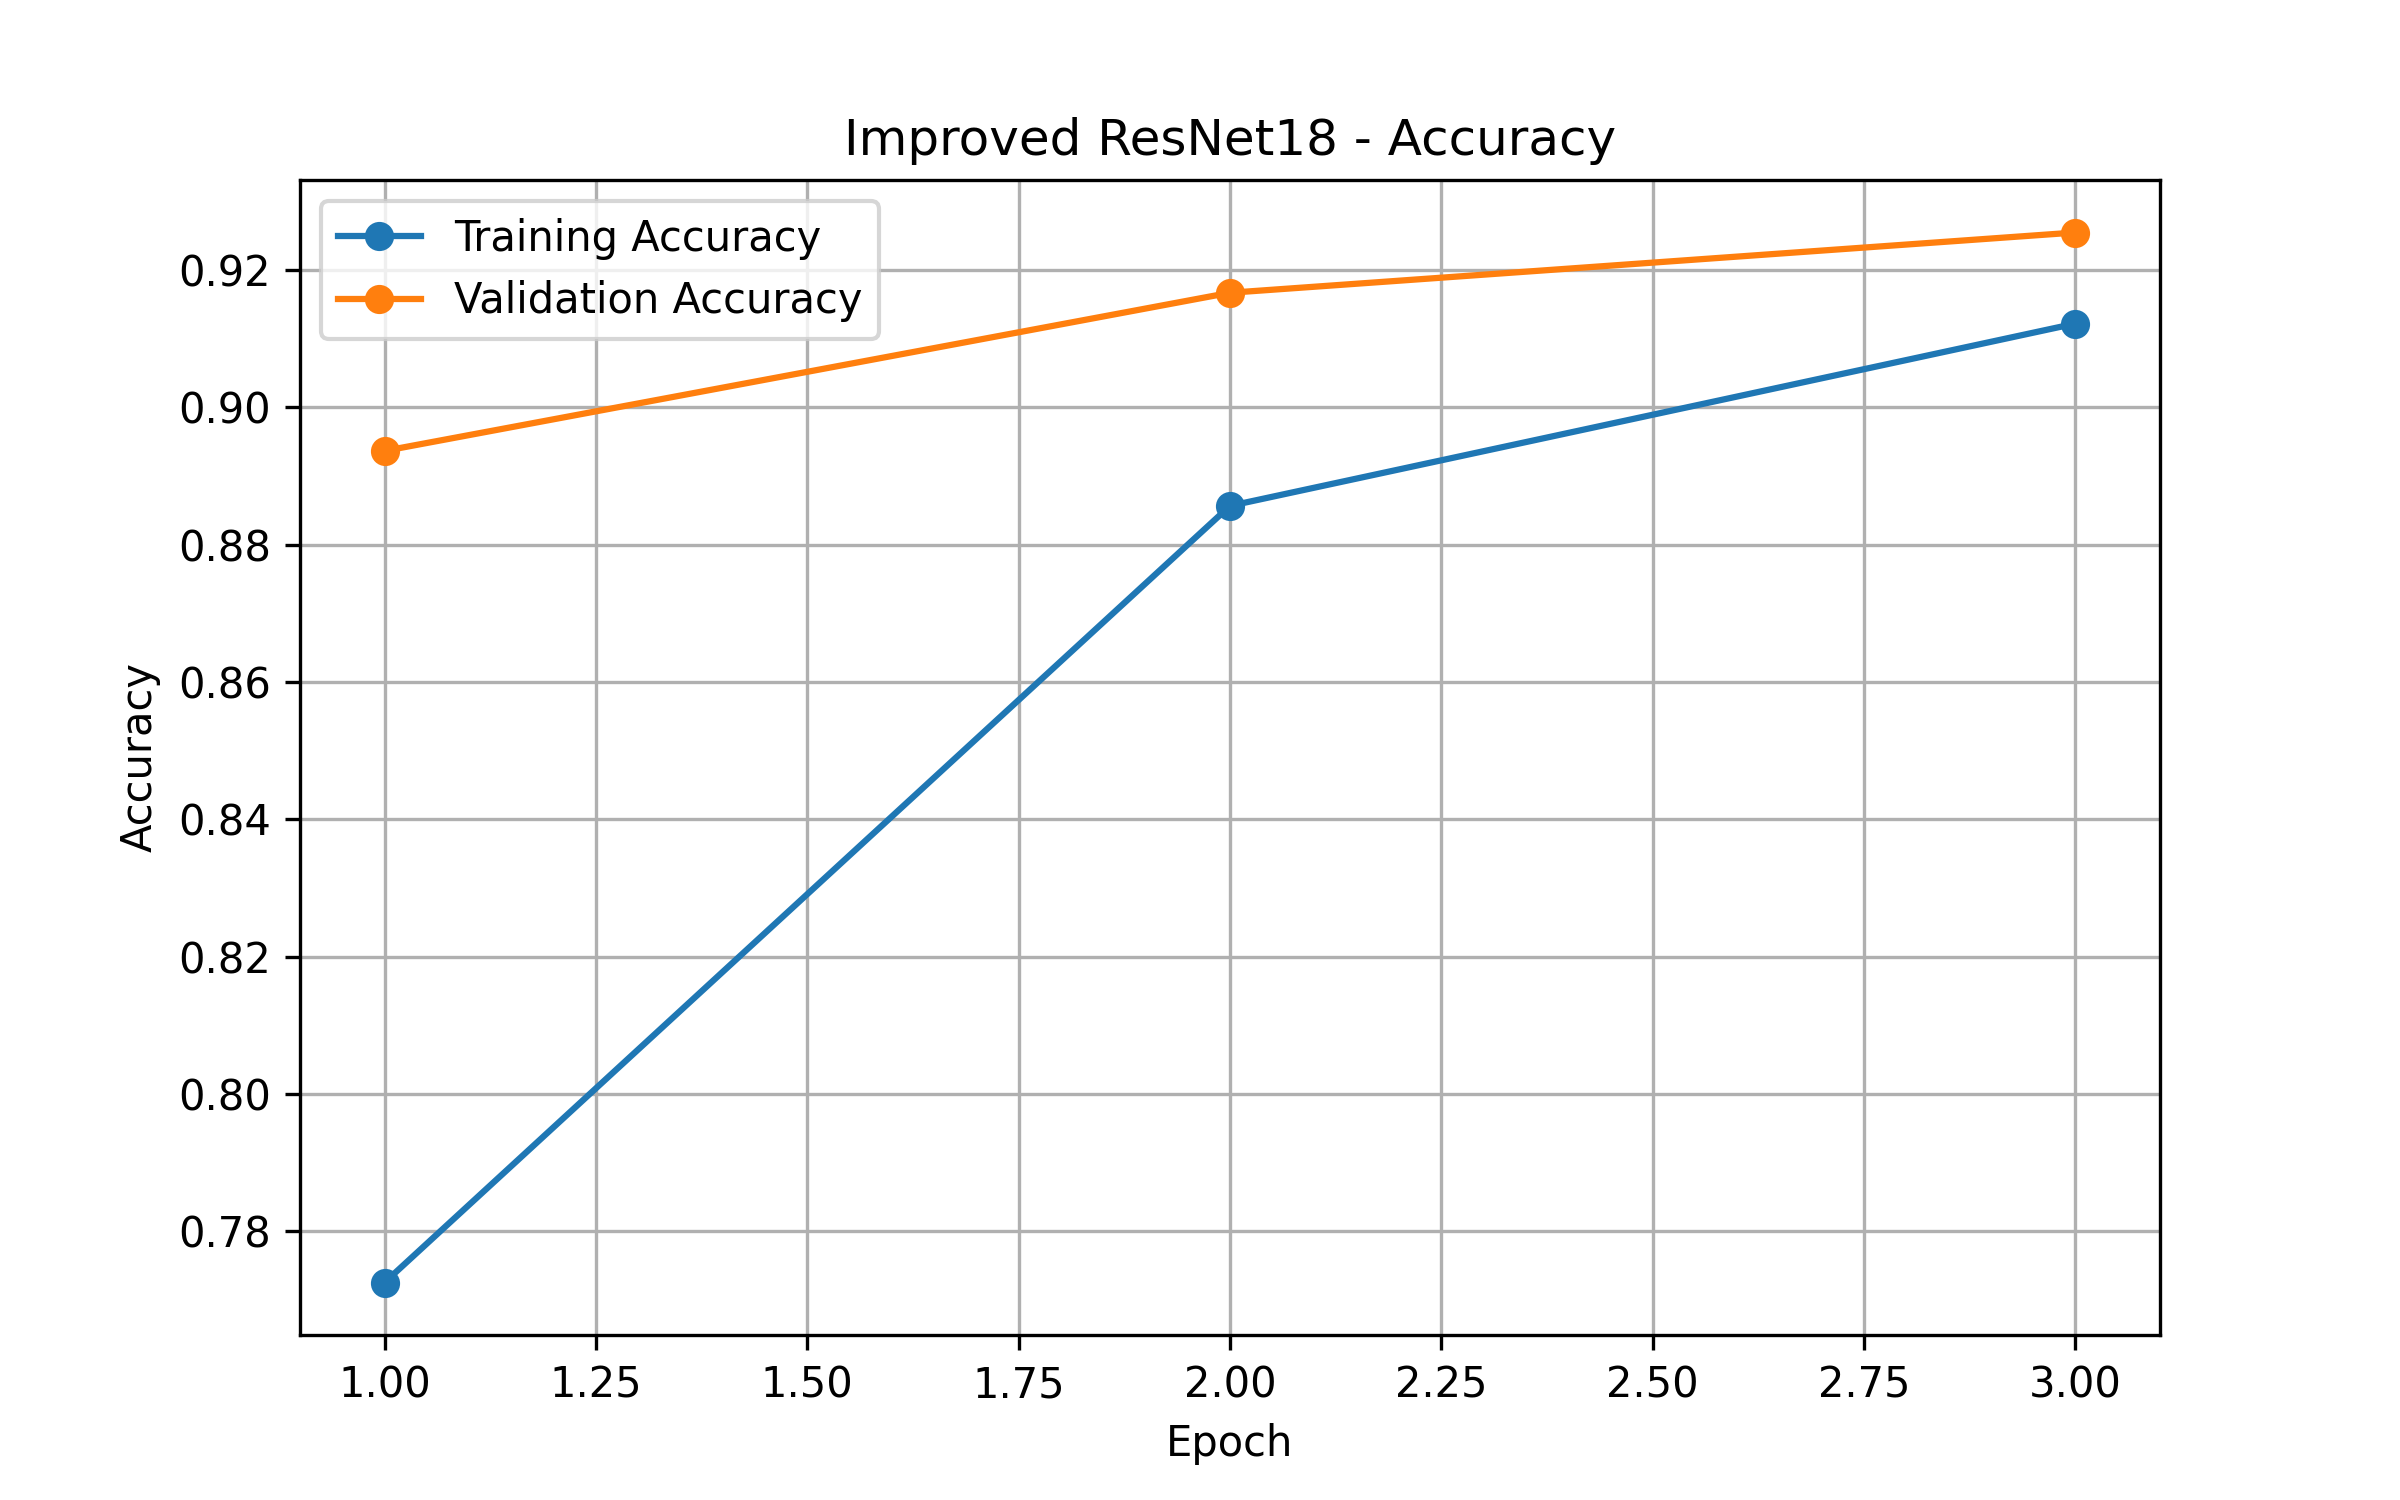 Improved ResNet18 - Accuracy
Training Accuracy
Validation Accuracy
0.92
0.90
0.88
0.86
0.84
0.82
0.80
0.78
Accuracy
1.00 1.25 1.50 1.75 2.00 2.25 2.50 2.75 3.00
Epoch